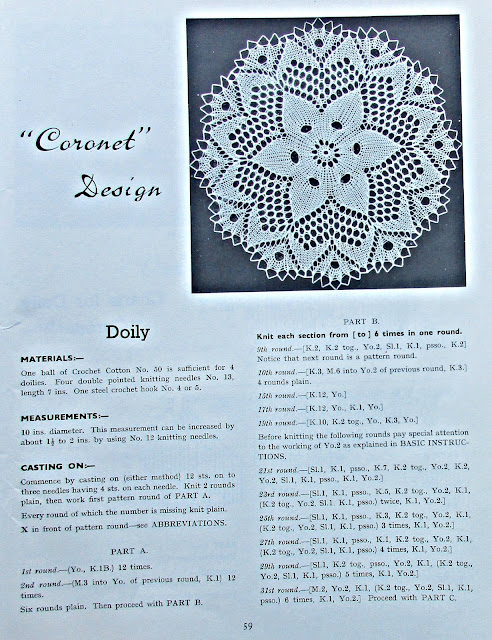 "Coronet"
Design
Doily
MATERIALS:—
One ball of Crochet Cotton No. 50 is sufficient for 4
doilies. Four double pointed knitting needles No. 13,
length 7 ins. One steel crochet hook No. 4 or 5.
MEASUREMENTS:—
10 ins. diameter. This measurement can be increased by
about 1½ to 2 ins. by using No. 12 knitting needles.
CASTING ON:—
Commence by casting on (either method) 12 sts. on to
three needles having 4 sts. on each needle. Knit 2 rounds
plain, then work first pattern round of PART A.
Every round of which the number is missing knit plain.
X in front of pattern round—see ABBREVIATIONS.
PART A.
1st round.—(Yo., K.1B.) 12 times.
2nd round.—(M.3 into Yo. of previous round, K.1) 12
times.
Six rounds plain. Then proceed with PART B.
PART B.
Knit each section from [ to ] 6 times in one round.
9th round.—[K.2, K.2 tog., Yo.2, Sl.1, K.1, psso., K.2]
Notice that next round is a pattern round.
10th round.—[K.3, M.6 into Yo.2 of previous round, K.3.]
4 rounds plain.
15th round.—[K.12, Yo.]
17th round.—[K.12, Yo., K.1, Yo.]
19th round.—[K.10, K.2 tog., Yo., K.3, Yo.]
Before knitting the following rounds pay special attention
to the working of Yo.2 as explained in BASIC INSTRUC-
TIONS.
21st round.—[Sl.1, K.1, psso., K.7, K.2 tog., Yo.2, K.2,
Yo.2, Sl.1, K.1, psso., K.1, Yo.2.]
23rd round.—[Sl.1, K.1, psso., K.5, K.2 tog., Yo.2, K.1,
(K.2 tog., Yo.2, Sl.1, K.1, psso.) twice, K.1, Yo.2.]
25th round.—[Sl.1, K.1, psso., K.3, K.2 tog., Yo.2, K.1,
(K.2 tog., Yo.2, Sl.1, K.1, psso.) 3 times, K.1, Yo.2.]
27th round.—[Sl.1, K.1, psso., K.1, K.2 tog., Yo.2, K.1,
(K.2 tog., Yo.2, Sl.1, K.1, psso.) 4 times, K.1, Yo.2.]
29th round.—[Sl.1, K.2 tog., psso., Yo.2, K.1, (K.2 tog.,
Yo.2, Sl.1, K.1, psso.) 5 times, K.1, Yo.2.]
31st round.—[M.2, Yo.2, K.1, (K.2 tog., Yo.2, Sl.1, K.1,
psso.) 6 times, K.1, Yo.2.] Proceed with PART C.
59